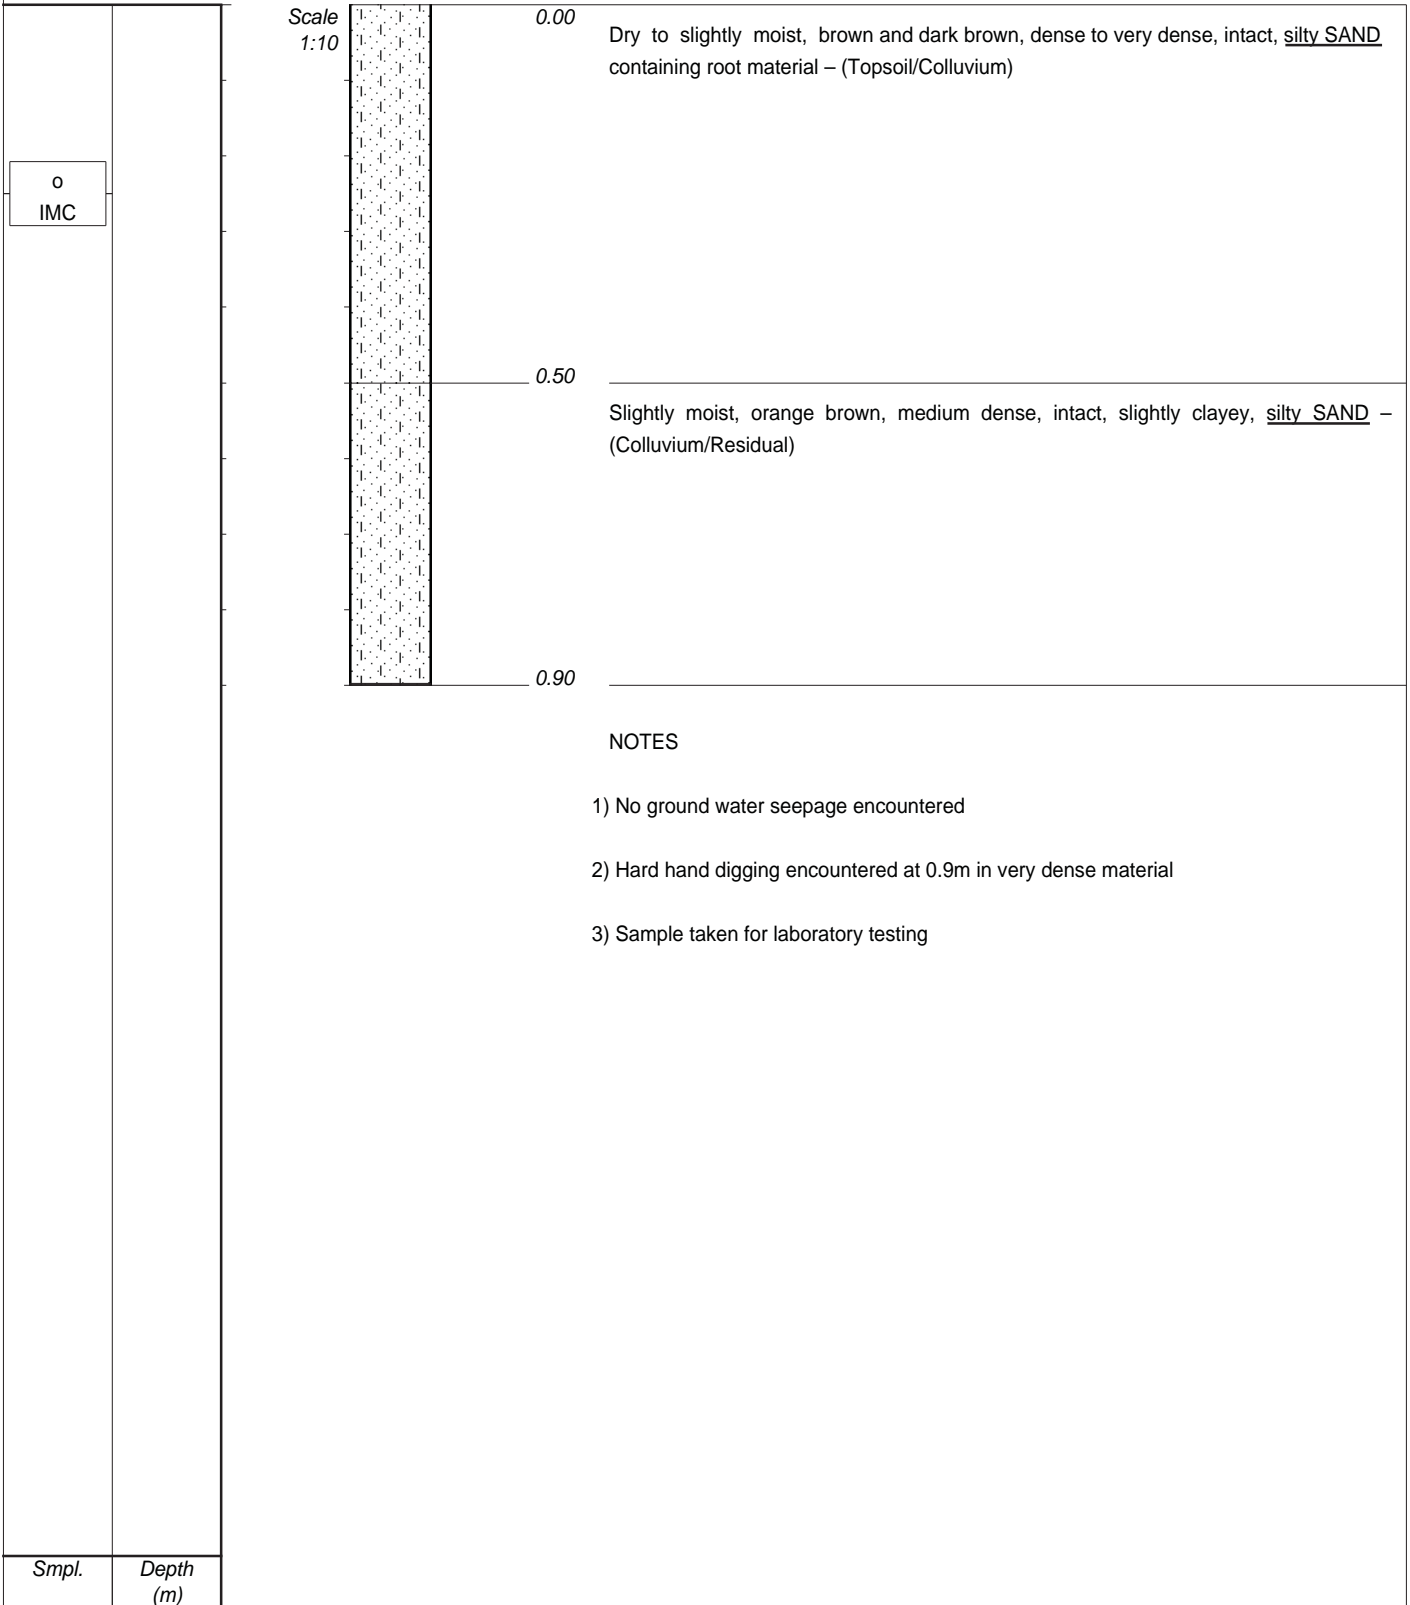 Scale
1:10
0.00
Dry to slightly moist, brown and dark brown, dense to very dense, intact, silty SAND
containing root material – (Topsoil/Colluvium)
o
IMC
0.50
Slightly moist, orange brown, medium dense, intact, slightly clayey, silty SAND –
(Colluvium/Residual)
0.90
NOTES
1) No ground water seepage encountered
2) Hard hand digging encountered at 0.9m in very dense material
3) Sample taken for laboratory testing
Smpl.
Depth
(m)